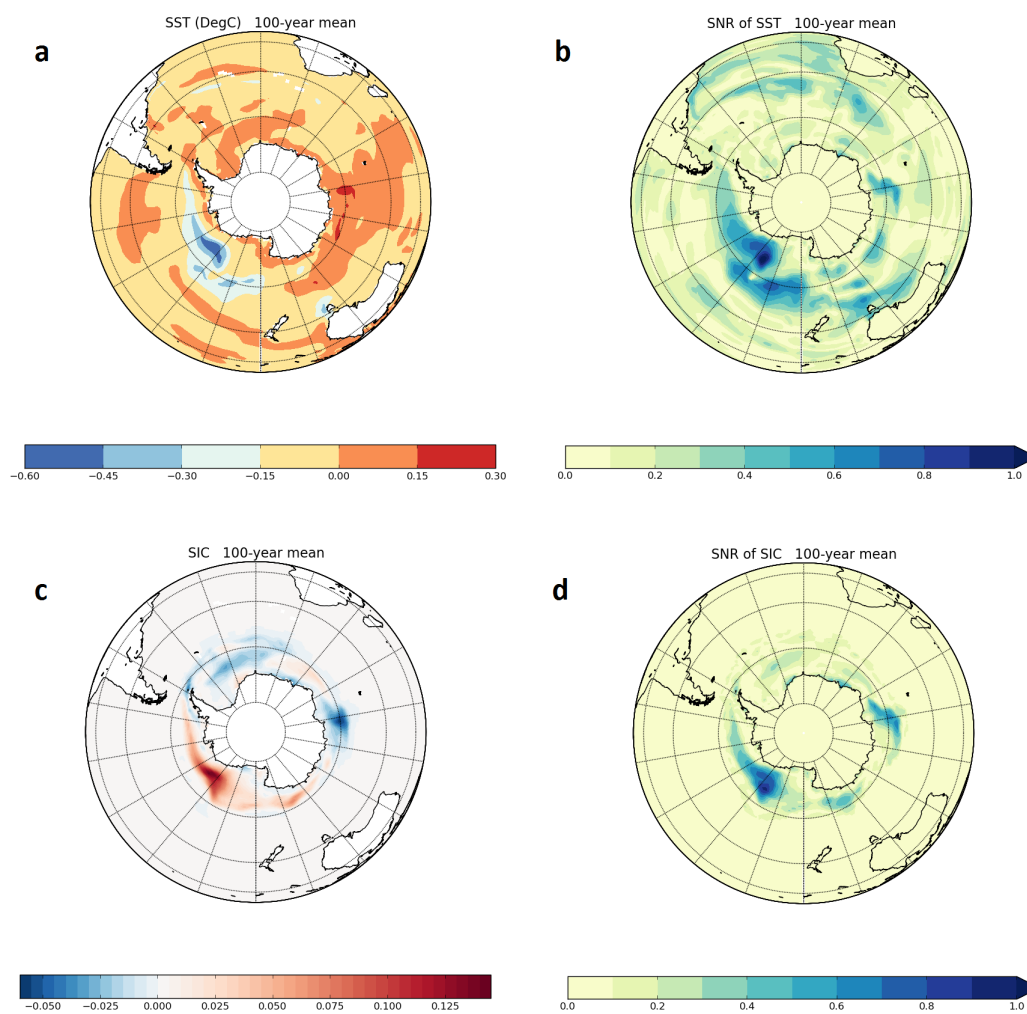 SST (DegC) 100-year mean
SNR of SST 100-year mean
a
b
−0.60 −0.45 −0.30 −0.15 0.00 0.15 0.30
0.0 0.2 0.4 0.6 0.8 1.0
SIC 100-year mean
SNR of SIC 100-year mean
c
d
−0.050 −0.025 0.000 0.025 0.050 0.075 0.100 0.125
0.0 0.2 0.4 0.6 0.8 1.0